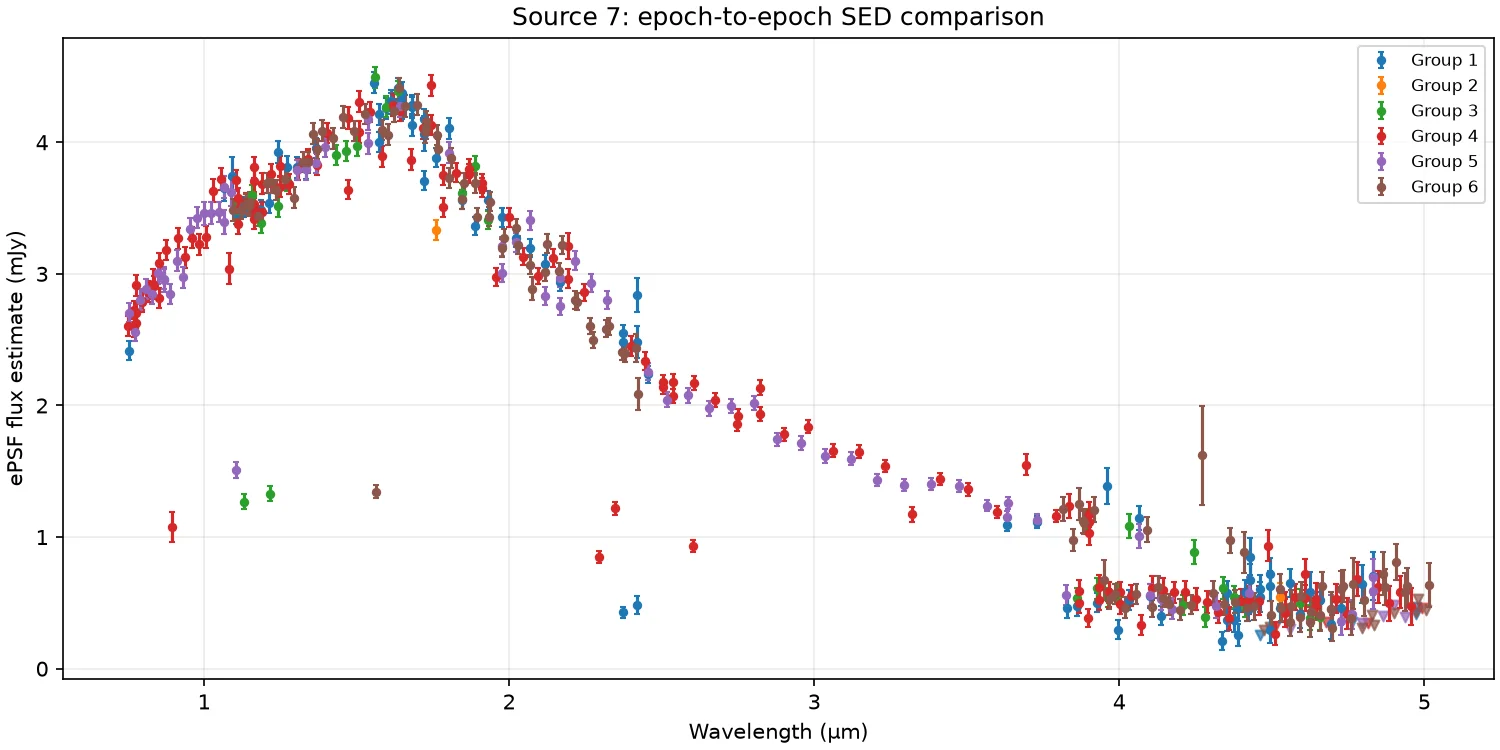 Source 7: epoch-to-epoch SED comparison
ePSF flux estimate (mJy)
4
3
2
1
0
Group 1
Group 2
Group 3
Group 4
Group 5
Group 6
1 2 3 4 5
Wavelength (μm)